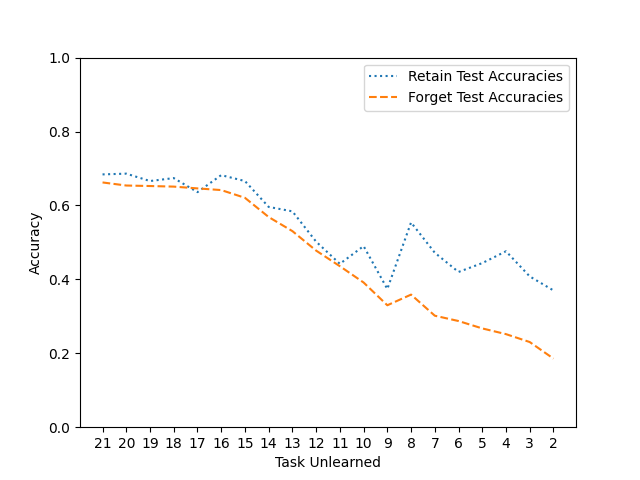 1.0
0.8
0.6
0.4
0.2
0.0
Accuracy
Retain Test Accuracies
Forget Test Accuracies
21 20 19 18 17 16 15 14 13 12 11 10 9 8 7 6 5 4 3 2
Task Unlearned